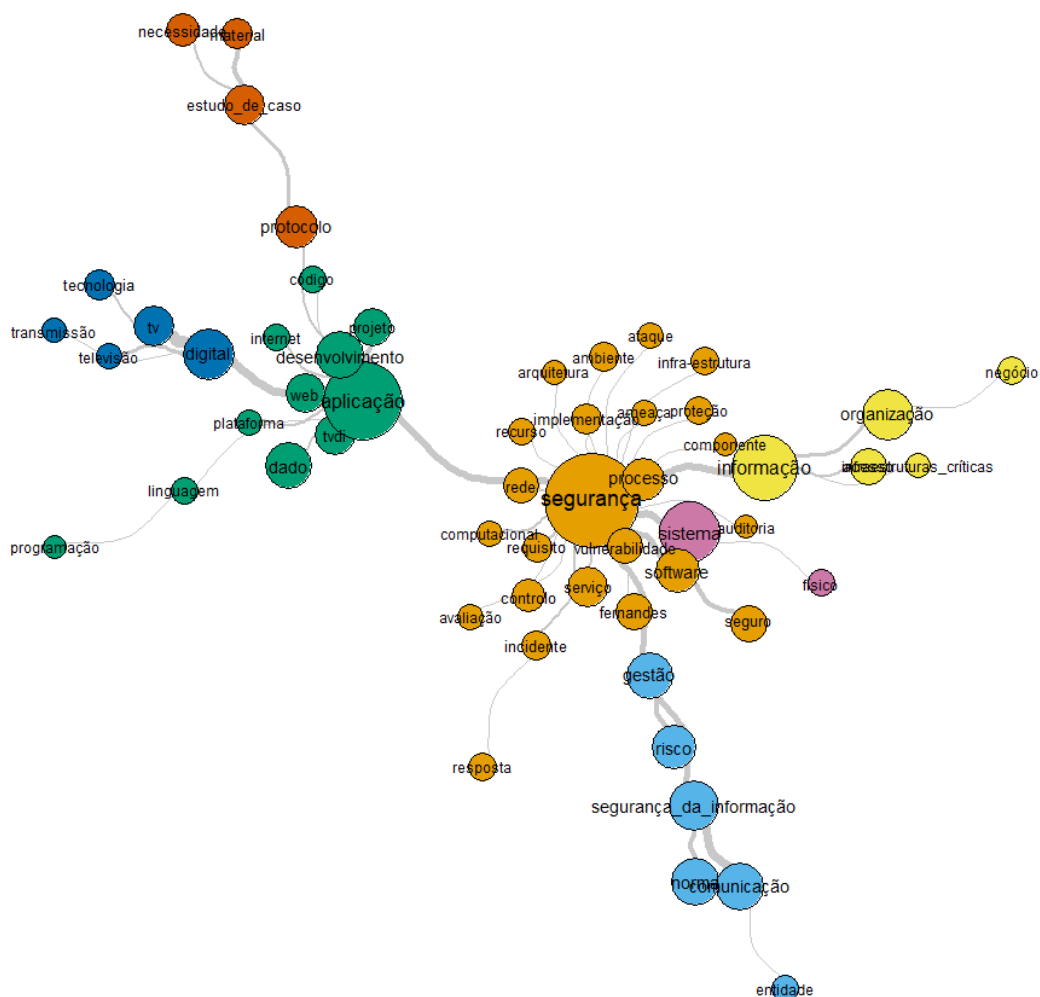 necessidade
material
estudo_de_caso
protocolo
código
tecnologia
projeto
tv
internet
transmissão
ataque
desenvolvimento
televisão
digital
ambiente
infra-estrutura
arquitetura
negócio
web
aplicação
implementação
ameaça
proteção
organização
plataforma
recurso
tvdi
componente
dado
informação
infraestruturas_críticas
processo
linguagem
rede
segurança
auditoria
computacional
sistema
programação
requisito
vulnerabilidade
software
físico
serviço
controlo
fernandes
avaliação
seguro
incidente
gestão
risco
resposta
segurança_da_informação
norma
comunicação
entidade